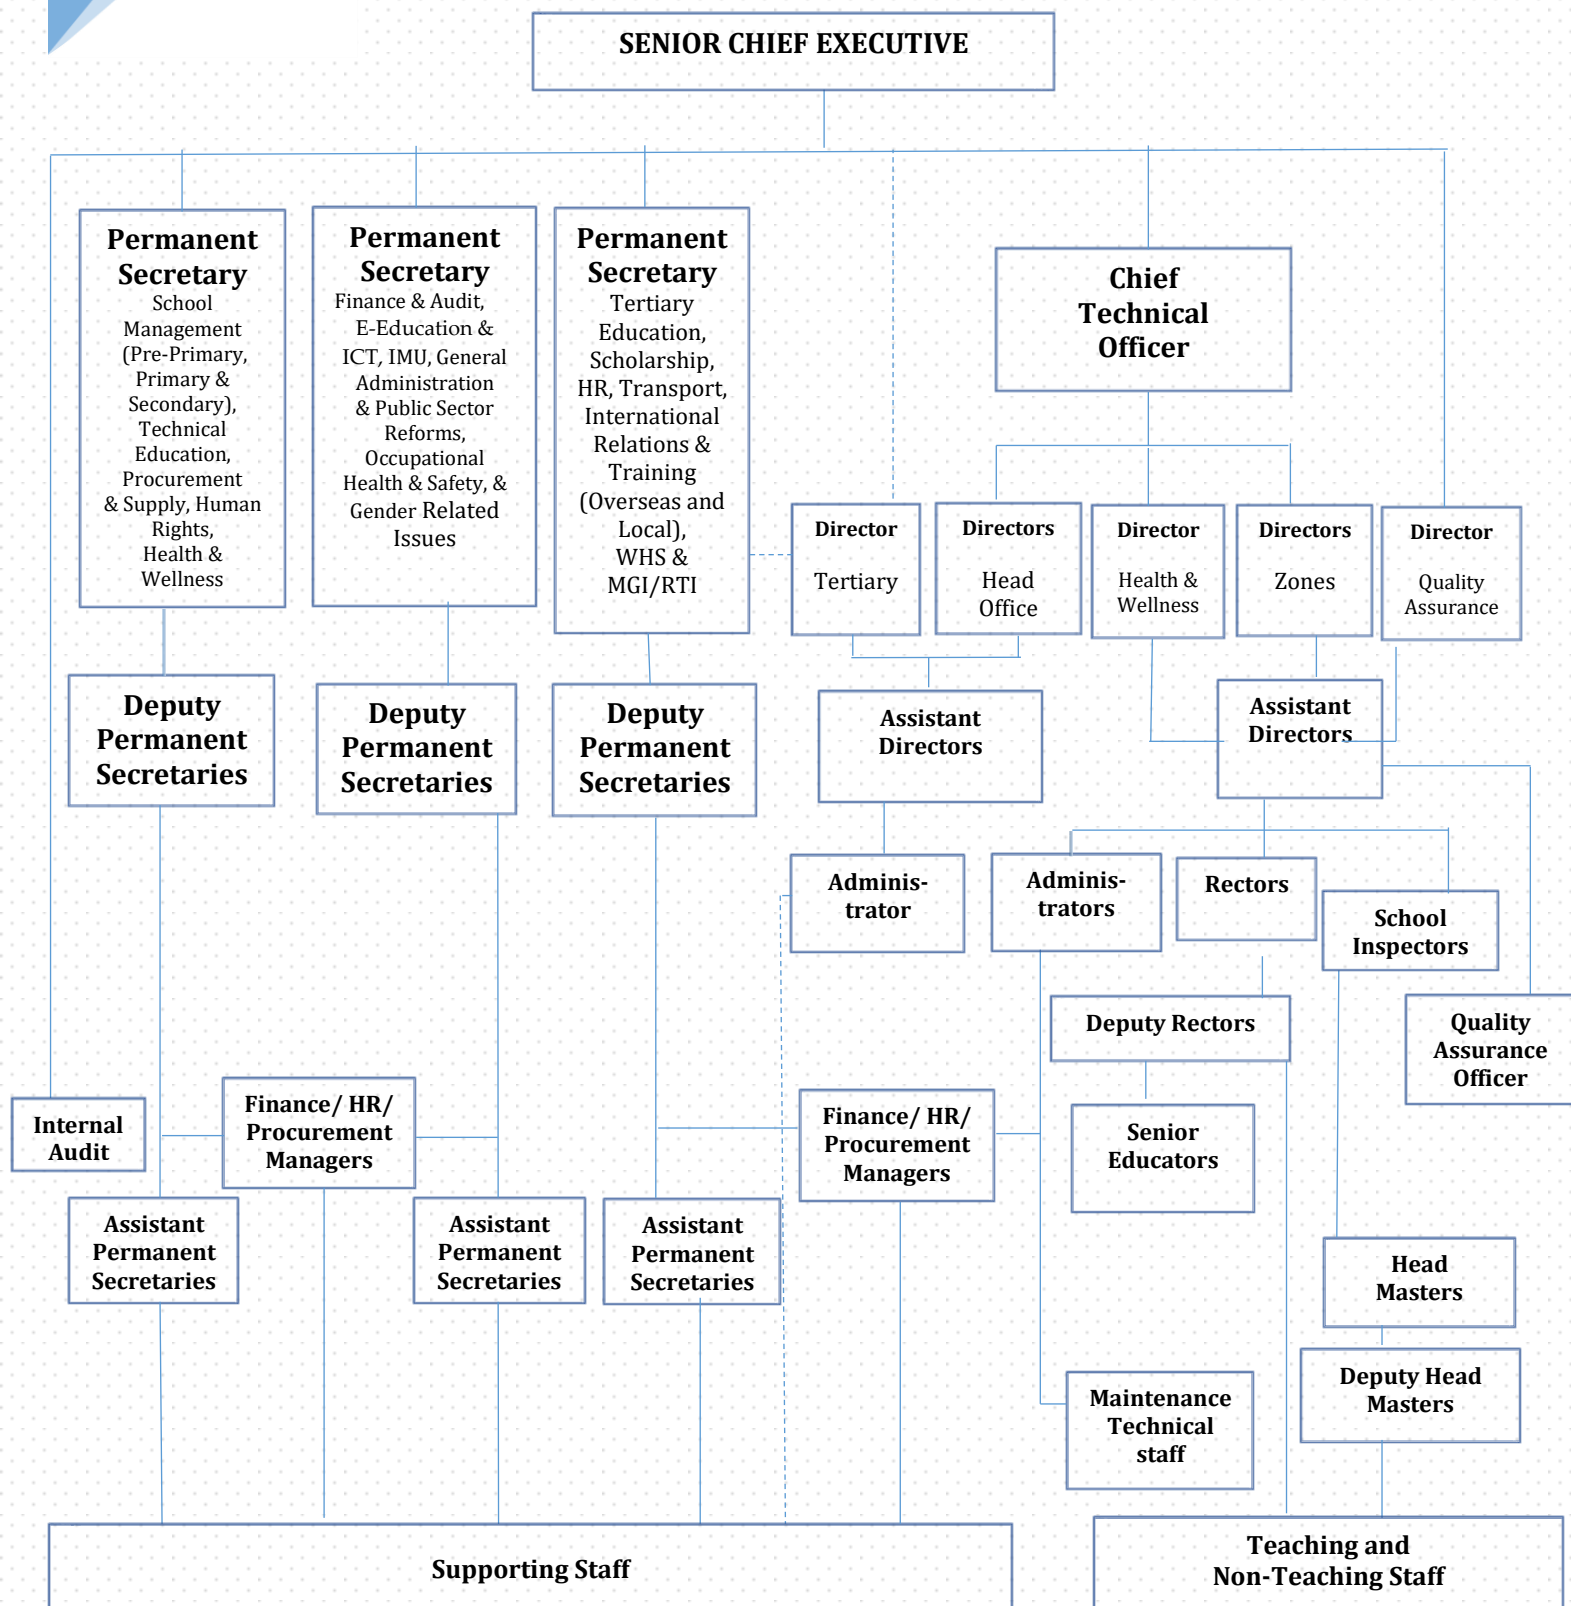 SENIOR CHIEF EXECUTIVE
Permanent
Secretary
School
Management
(Pre-Primary,
Primary &
Secondary),
Technical
Education,
Procurement
& Supply, Human
Rights,
Health &
Wellness
Permanent
Secretary
Finance & Audit,
E-Education &
ICT, IMU, General
Administration
& Public Sector
Reforms,
Occupational
Health & Safety, &
Gender Related
Issues
Permanent
Secretary
Tertiary
Education,
Scholarship,
HR, Transport,
International
Relations &
Training
(Overseas and
Local),
WHS &
MGI/RTI
Chief
Technical
Officer
Director
Tertiary
Directors
Head
Office
Director
Health &
Wellness
Directors
Zones
Director
Quality
Assurance
Deputy
Permanent
Secretaries
Deputy
Permanent
Secretaries
Deputy
Permanent
Secretaries
Assistant
Directors
Assistant
Directors
Adminis-
trator
Adminis-
trators
Rectors
School
Inspectors
Deputy Rectors
Quality
Assurance
Officer
Internal
Audit
Finance/ HR/
Procurement
Managers
Finance/ HR/
Procurement
Managers
Senior
Educators
Assistant
Permanent
Secretaries
Assistant
Permanent
Secretaries
Assistant
Permanent
Secretaries
Head
Masters
Deputy Head
Masters
Maintenance
Technical
staff
Supporting Staff
Teaching and
Non-Teaching Staff